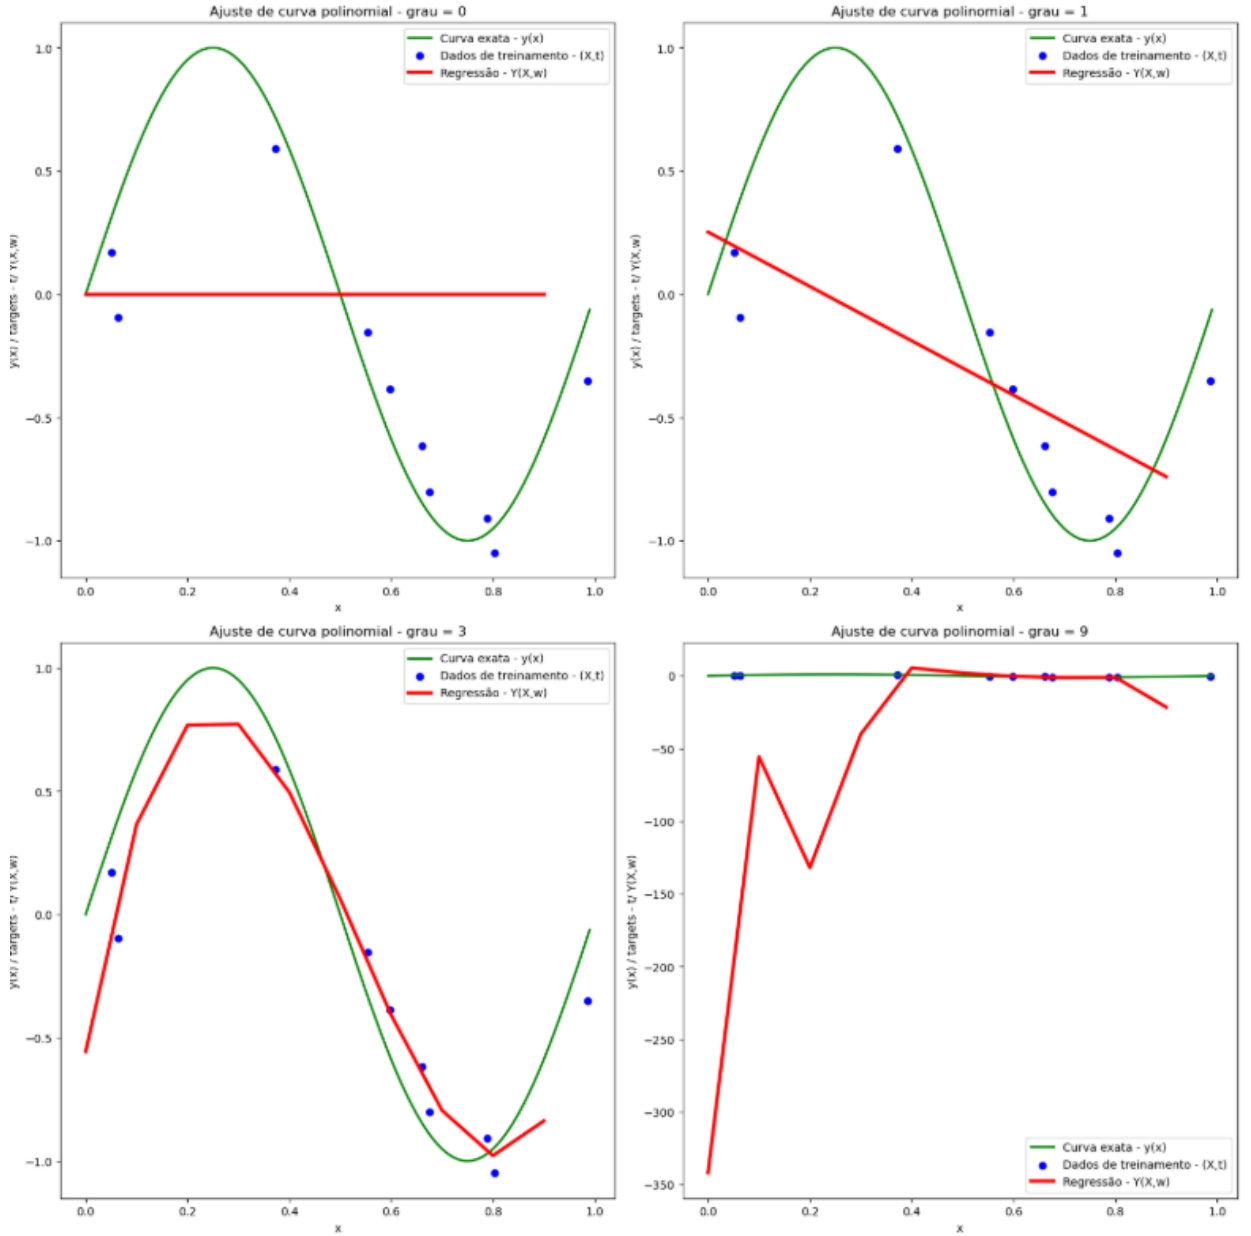 Ajuste de curva polinomial - grau = 0
Curva exata - y(x)
Dados de treinamento - (X,t)
Regressão - Y(X,w)
1.0
0.5
0.0
−0.5
−1.0
y(x) / targets - t/ Y(X,w)
0.0 0.2 0.4 0.6 0.8 1.0
x
Ajuste de curva polinomial - grau = 1
Curva exata - y(x)
Dados de treinamento - (X,t)
Regressão - Y(X,w)
1.0
0.5
0.0
−0.5
−1.0
y(x) / targets - t/ Y(X,w)
0.0 0.2 0.4 0.6 0.8 1.0
x
Ajuste de curva polinomial - grau = 3
Curva exata - y(x)
Dados de treinamento - (X,t)
Regressão - Y(X,w)
1.0
0.5
0.0
−0.5
−1.0
y(x) / targets - t/ Y(X,w)
0.0 0.2 0.4 0.6 0.8 1.0
x
Ajuste de curva polinomial - grau = 9
0
−50
−100
−150
−200
−250
−300
−350
y(x) / targets - t/ Y(X,w)
Curva exata - y(x)
Dados de treinamento - (X,t)
Regressão - Y(X,w)
0.0 0.2 0.4 0.6 0.8 1.0
x